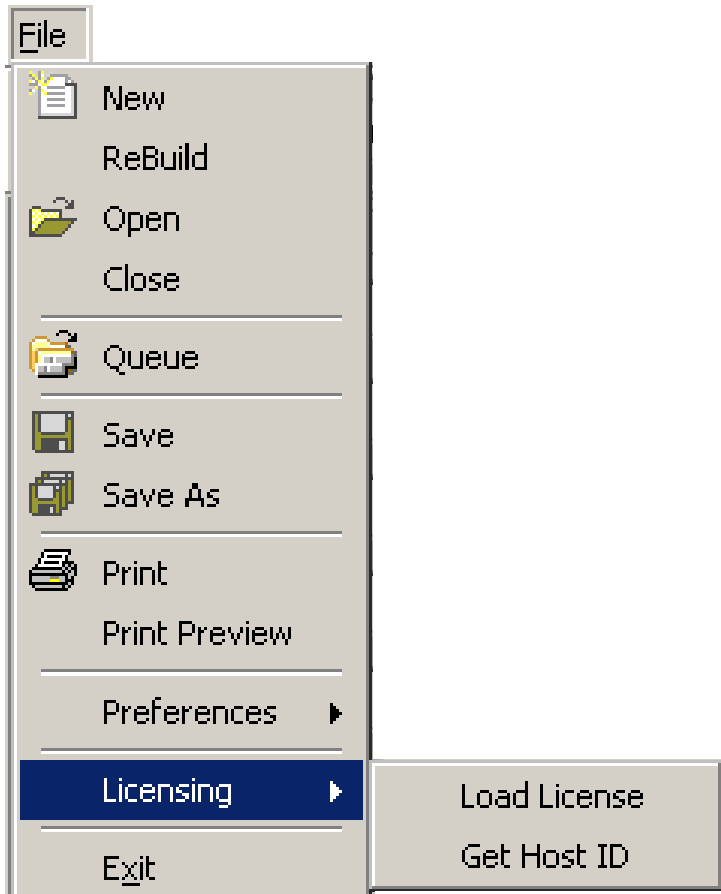 File
New
ReBuild
Open
Close
Queue
Save
Save As
Print
Print Preview
Preferences
Licensing
Load License
Get Host ID
Exit